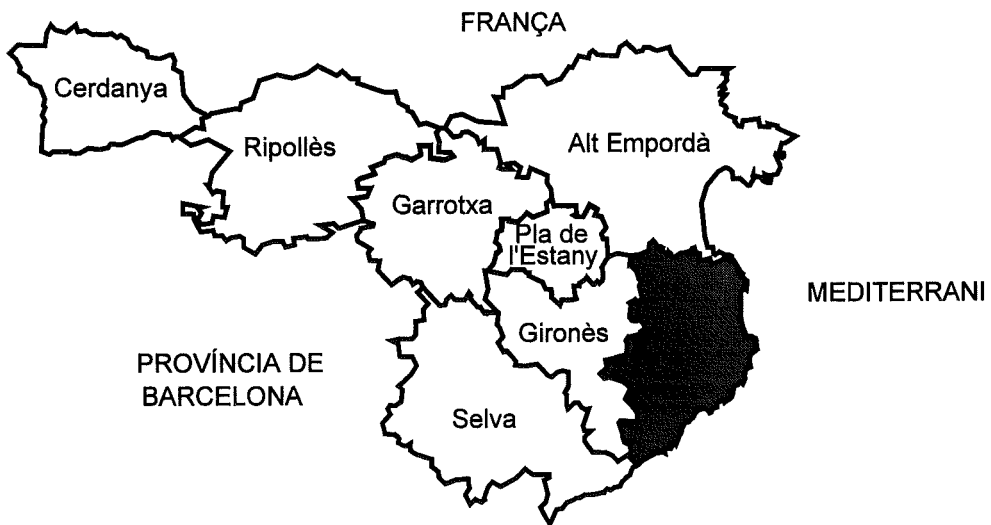 FRANÇA
Cerdanya
Ripollès
Alt Empordà
Garrotxa
Pla de
l'Estany
MEDITERRANI
Gironès
PROVÍNCIA DE
BARCELONA
Selva